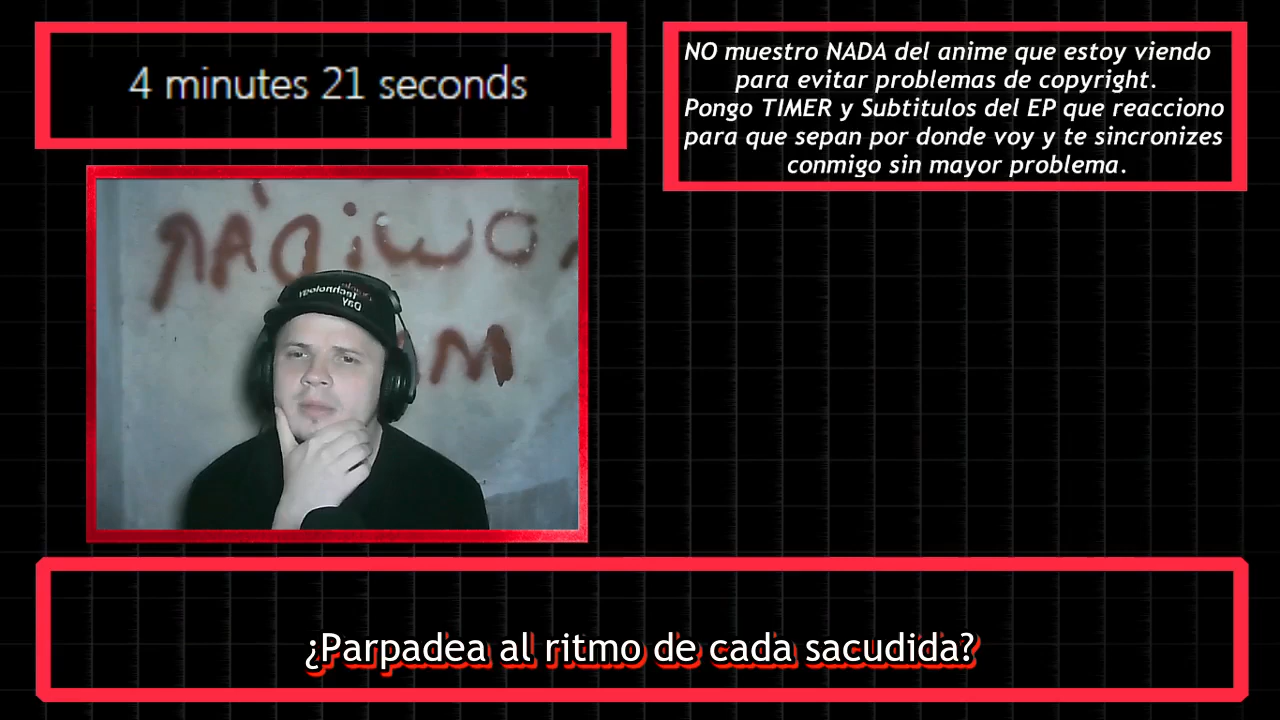 4 minutes 21 seconds
NO muestro NADA del anime que estoy viendo
para evitar problemas de copyright.
Pongo TIMER y Subtitulos del EP que reacciono
para que sepan por donde voy y te sincronizes
conmigo sin mayor problema.
Technology
Day
¿Parpadea al ritmo de cada sacudida?